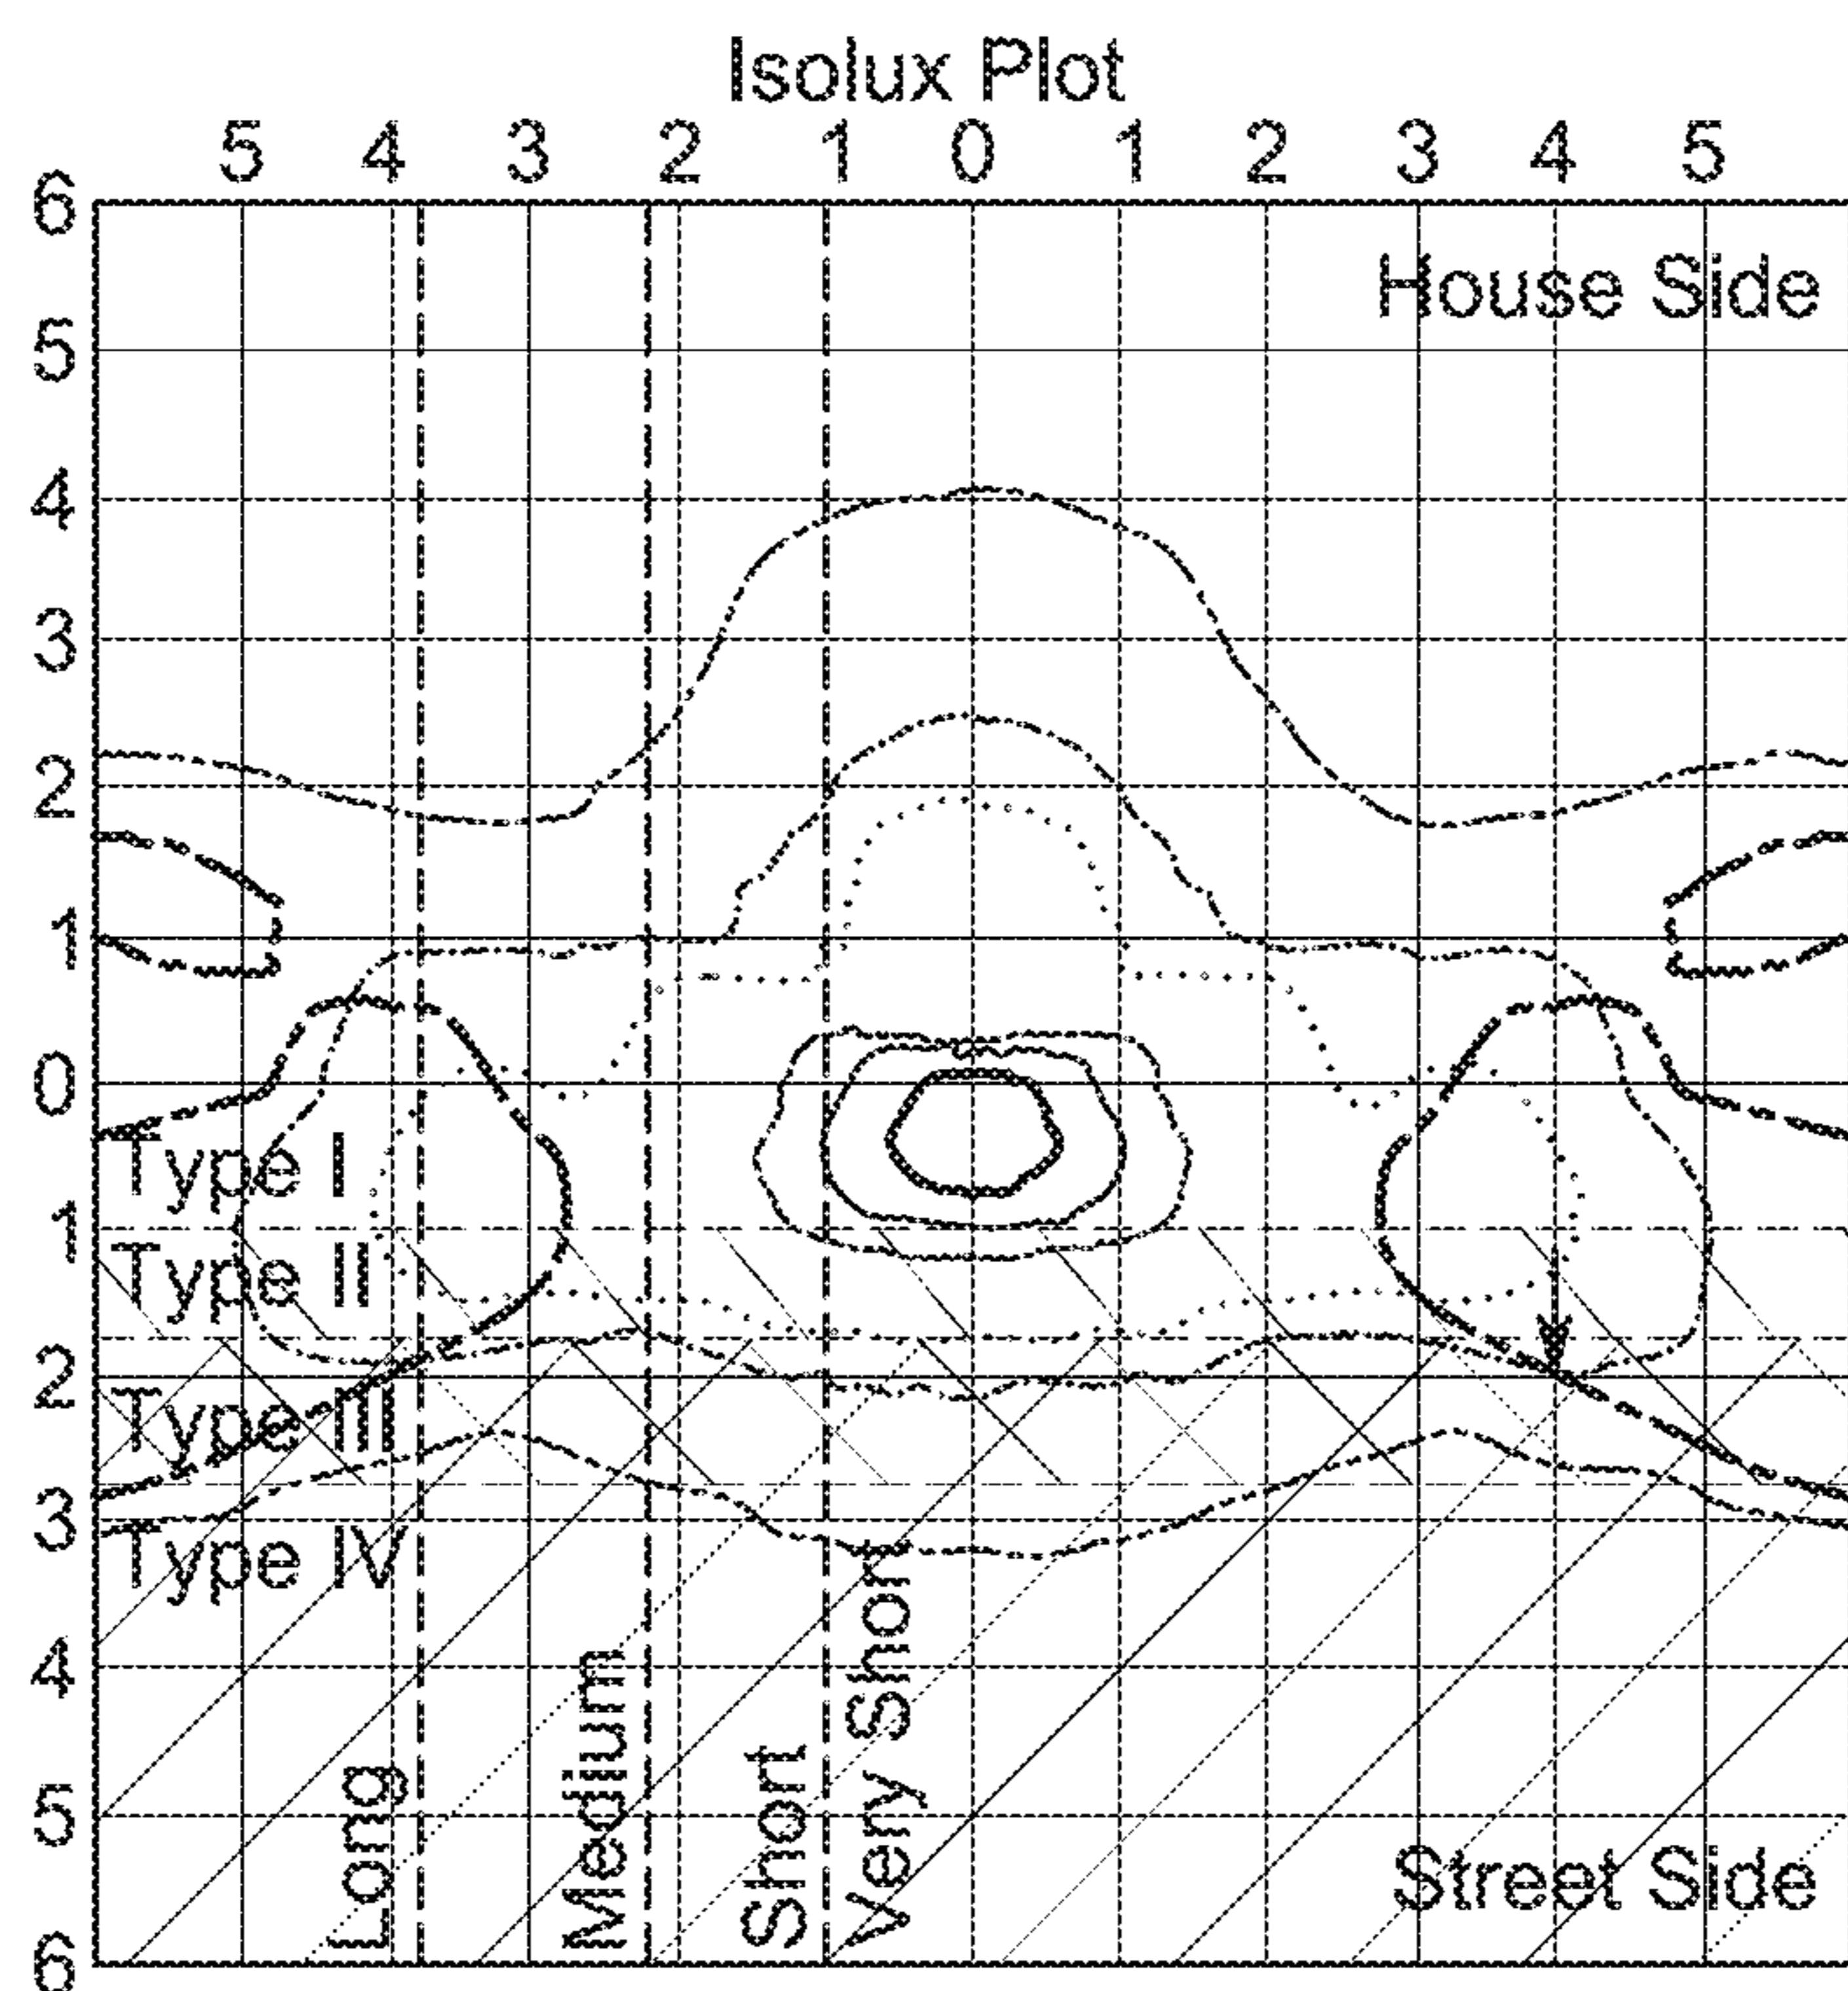 Isolux Plot
5 4 3 2 1 0 1 2 3 4 5
6
House Side
5
4
3
2
1
0
Type I
1
Type II
2
Type III
3
Type IV
4
5
6
Long
Medium
Short
Very Short
Street Side